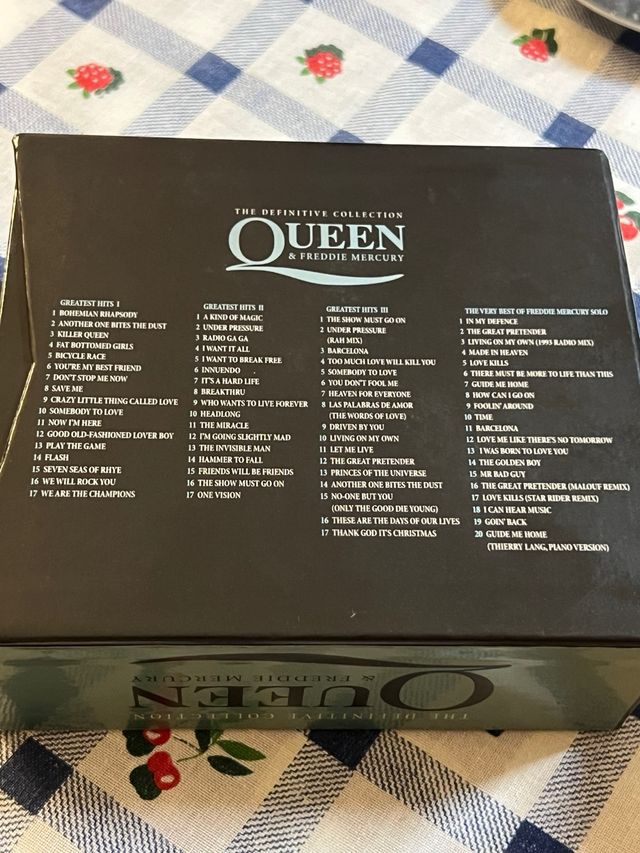 THE DEFINITIVE COLLECTION
QUEEN
& FREDDIE MERCURY
GREATEST HITS I
1 BOHEMIAN RHAPSODY
2 ANOTHER ONE BITES THE DUST
3 KILLER QUEEN
4 FAT BOTTOMED GIRLS
5 BICYCLE RACE
6 YOU'RE MY BEST FRIEND
7 DON'T STOP ME NOW
8 SAVE ME
9 CRAZY LITTLE THING CALLED LOVE
10 SOMEBODY TO LOVE
11 NOW I'M HERE
12 GOOD OLD-FASHIONED LOVER BOY
13 PLAY THE GAME
14 FLASH
15 SEVEN SEAS OF RHYE
16 WE WILL ROCK YOU
17 WE ARE THE CHAMPIONS
GREATEST HITS II
1 A KIND OF MAGIC
2 UNDER PRESSURE
3 RADIO GA GA
4 I WANT IT ALL
5 I WANT TO BREAK FREE
6 INNUENDO
7 IT'S A HARD LIFE
8 BREAKTHRU
9 WHO WANTS TO LIVE FOREVER
10 HEADLONG
11 THE MIRACLE
12 I'M GOING SLIGHTLY MAD
13 THE INVISIBLE MAN
14 HAMMER TO FALL
15 FRIENDS WILL BE FRIENDS
16 THE SHOW MUST GO ON
17 ONE VISION
GREATEST HITS III
1 THE SHOW MUST GO ON
2 UNDER PRESSURE
(RAH MIX)
3 BARCELONA
4 TOO MUCH LOVE WILL KILL YOU
5 SOMEBODY TO LOVE
6 YOU DON'T FOOL ME
7 HEAVEN FOR EVERYONE
8 LAS PALABRAS DE AMOR
(THE WORDS OF LOVE)
9 DRIVEN BY YOU
10 LIVING ON MY OWN
11 LET ME LIVE
12 THE GREAT PRETENDER
13 PRINCES OF THE UNIVERSE
14 ANOTHER ONE BITES THE DUST
15 NO-ONE BUT YOU
(ONLY THE GOOD DIE YOUNG)
16 THESE ARE THE DAYS OF OUR LIVES
17 THANK GOD IT'S CHRISTMAS
THE VERY BEST OF FREDDIE MERCURY SOLO
1 IN MY DEFENCE
2 THE GREAT PRETENDER
3 LIVING ON MY OWN (1993 RADIO MIX)
4 MADE IN HEAVEN
5 LOVE KILLS
6 THERE MUST BE MORE TO LIFE THAN THIS
7 GUIDE ME HOME
8 HOW CAN I GO ON
9 FOOLIN' AROUND
10 TIME
11 BARCELONA
12 LOVE ME LIKE THERE'S NO TOMORROW
13 I WAS BORN TO LOVE YOU
14 THE GOLDEN BOY
15 MR BAD GUY
16 THE GREAT PRETENDER (MALOUF REMIX)
17 LOVE KILLS (STAR RIDER REMIX)
18 I CAN HEAR MUSIC
19 GOIN' BACK
20 GUIDE ME HOME
(THIERRY LANG, PIANO VERSION)
THE DEFINITIVE COLLECTION
QUEEN
& FREDDIE MERCURY